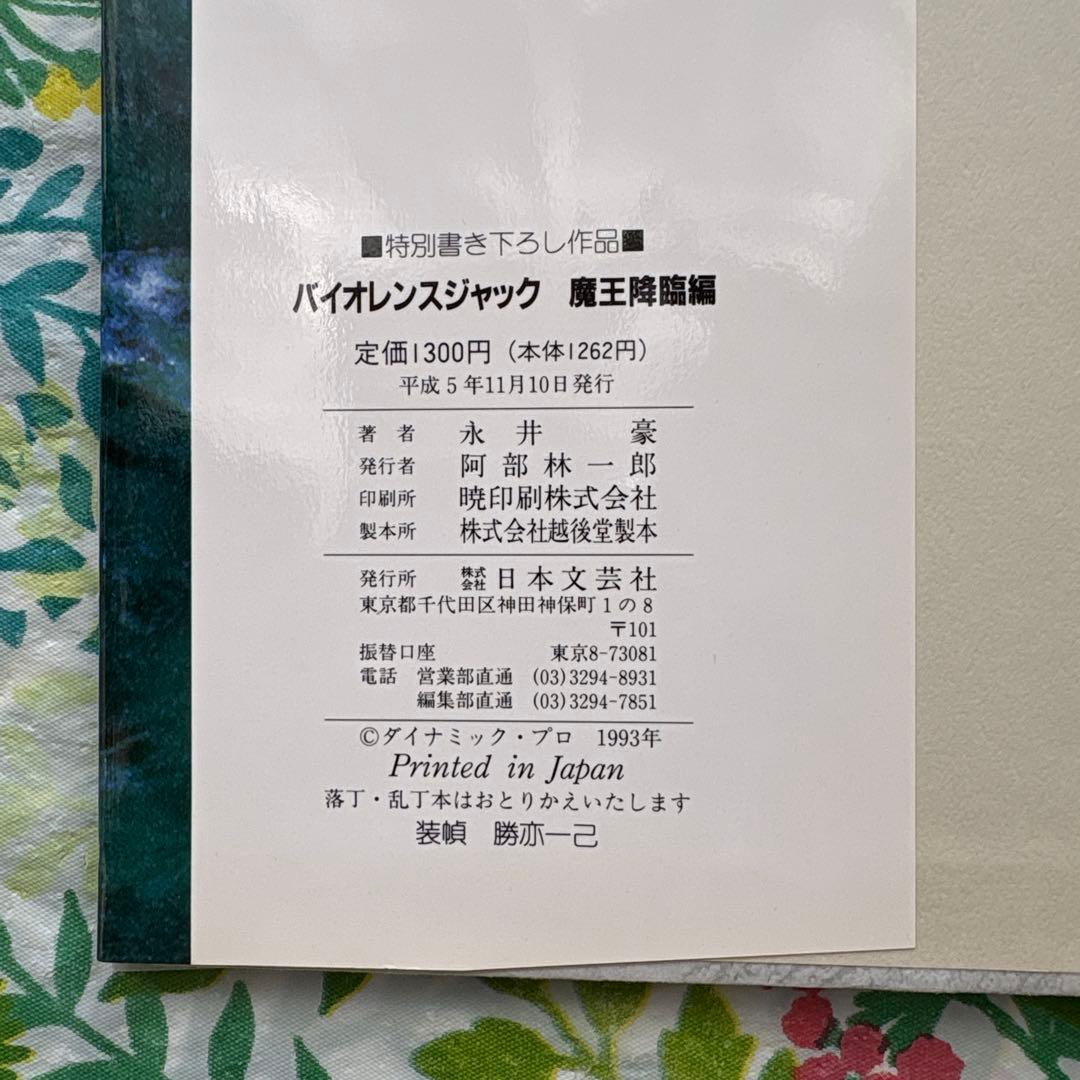 ■特別書き下ろし作品■
バイオレンスジャック 魔王降臨編
定価1300円（本体1262円）
平成5年11月10日発行
著者 永井豪
発行者 阿部林一郎
印刷所 暁印刷株式会社
製本所 株式会社越後堂製本
発行所 株式会社日本文芸社
東京都千代田区神田神保町1の8
〒101
振替口座 東京8-73081
電話 営業部直通 (03)3294-8931
編集部直通 (03)3294-7851
©ダイナミック・プロ 1993年
Printed in Japan
落丁・乱丁本はおとりかえいたします
装幀 勝亦一己